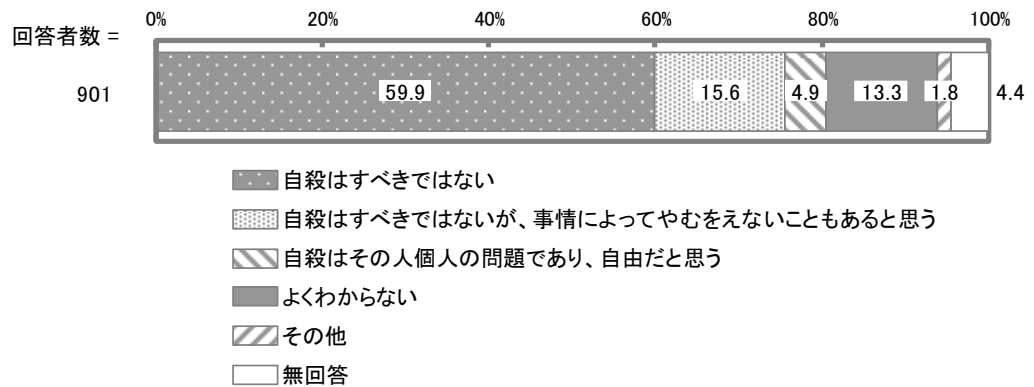 0% 20% 40% 60% 80% 100%
回答者数 =
901 59.9 15.6 4.9 13.3 1.8 4.4
自殺はすべきではない
自殺はすべきではないが、事情によってやむをえないこともあると思う
自殺はその人個人の問題であり、自由だと思う
よくわからない
その他
無回答